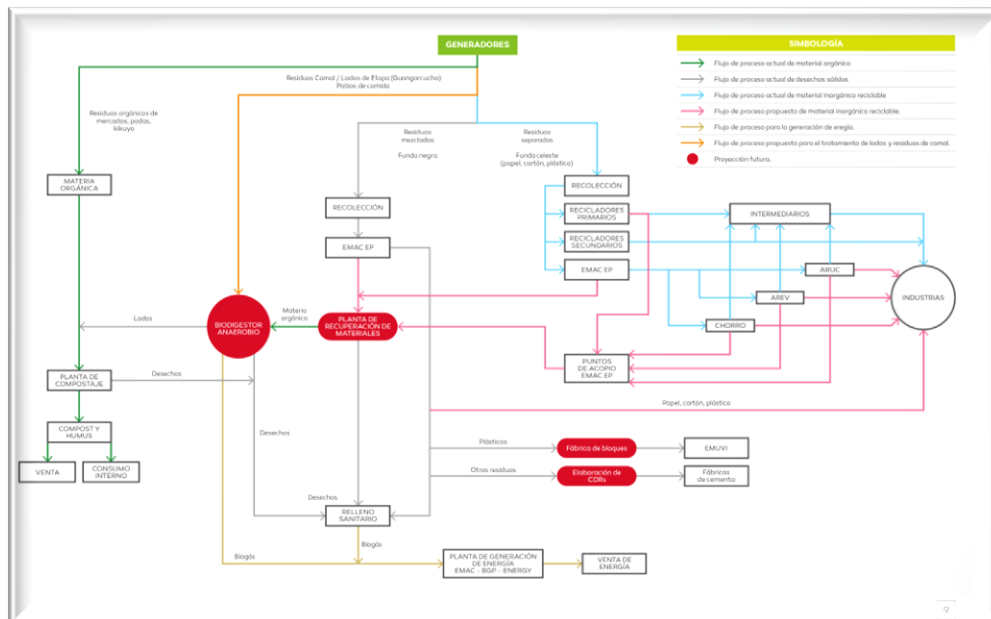 GENERADORES
SIMBOLOGÍA
Flujo de proceso actual de material orgánico
Flujo de proceso actual de desechos sólidos
Flujo de proceso actual de material inorgánico reciclable
Flujo de proceso propuesto de material inorgánico reciclable.
Flujo de proceso para la generación de eregía.
Flujo de proceso propuesto para el tratamiento de lodos y residuos de camal.
Proyección futura.
Residuos Camal / Lodos de Etapa (Guangarcucho)
Patios de comida
Residuos orgánicos de
mercados, podas,
kikuyo
Residuos
mezclados
Funda negra
Residuos
separados
Funda celeste
(papel, cartón, plástico)
MATERIA
ORGÁNICA
RECOLECCIÓN
EMAC EP
RECOLECCIÓN
RECICLADORES
PRIMARIOS
RECICLADORES
SECUNDARIOS
EMAC EP
INTERMEDIARIOS
ARUC
AREV
CHORRO
INDUSTRIAS
Lodos
BIODIGESTOR
ANAEROBIO
Materia
orgánica
PLANTA DE
RECUPERACIÓN DE
MATERIALES
PUNTOS
DE ACOPIO
EMAC EP
PLANTA DE
COMPOSTAJE
Desechos
Papel, cartón, plástico
COMPOST Y
HUMUS
VENTA
CONSUMO
INTERNO
Desechos
Plásticos
Fábrica de bloques
EMUVI
Otros residuos
Elaboración de
CDRs
Fábricas
de cemento
Desechos
RELLENO
SANITARIO
Biogás
Biogás
PLANTA DE GENERACIÓN
DE ENERGÍA
EMAC - BGP - ENERGY
VENTA DE
ENERGÍA
9